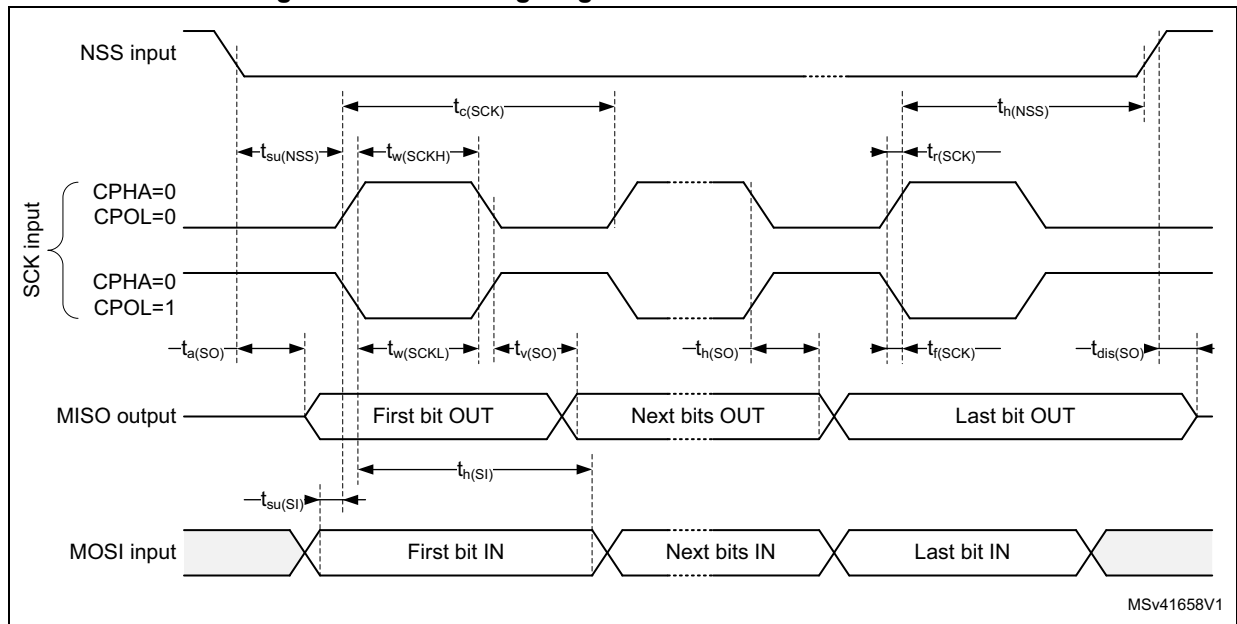 NSS input
tc(SCK)
th(NSS)
tsu(NSS)
tw(SCKH)
tr(SCK)
CPHA=0
CPOL=0
SCK input
CPHA=0
CPOL=1
ta(SO)
tw(SCKL)
tv(SO)
th(SO)
tf(SCK)
tdis(SO)
MISO output
First bit OUT
Next bits OUT
Last bit OUT
th(SI)
tsu(SI)
MOSI input
First bit IN
Next bits IN
Last bit IN
MSv41658V1